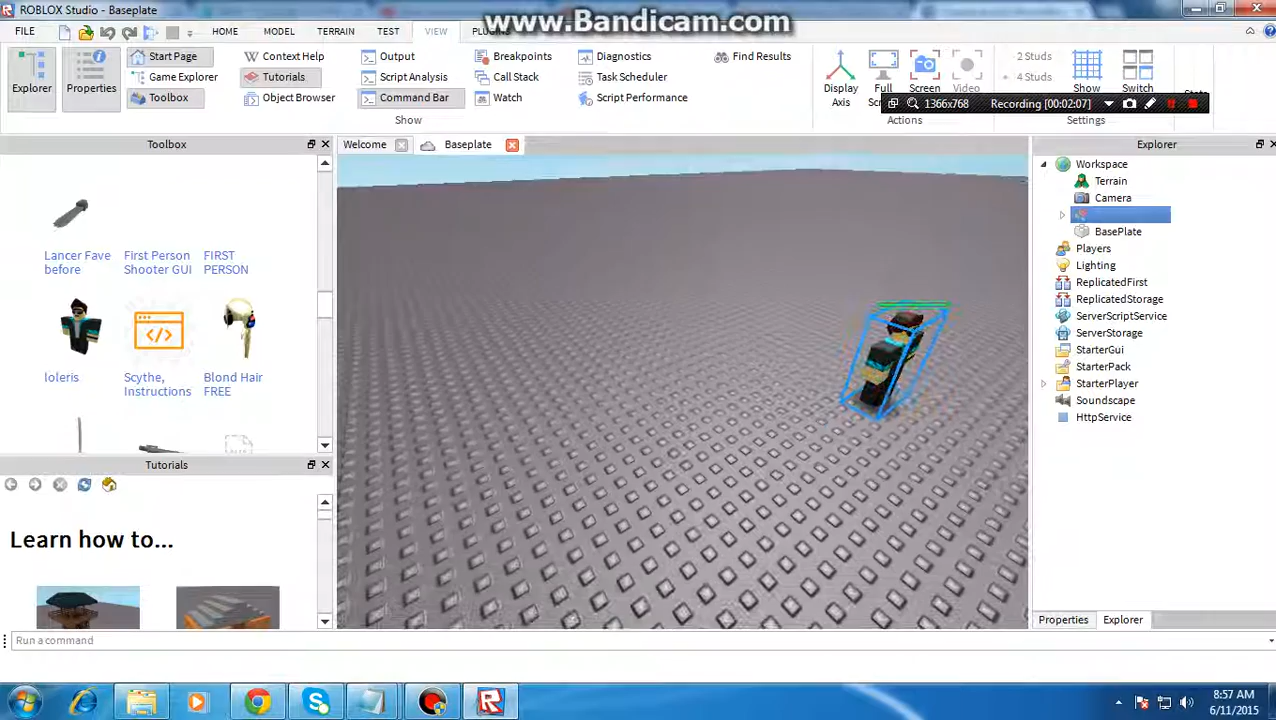 ROBLOX Studio - Baseplate
www.Bandicam.com
FILE HOME MODEL TERRAIN TEST VIEW
Explorer
Properties
Start Page
Game Explorer
Toolbox
Context Help
Tutorials
Object Browser
Output
Script Analysis
Command Bar
Breakpoints
Call Stack
Watch
Diagnostics
Task Scheduler
Script Performance
Find Results
Show
Display Axis
Full
Screen
Video
Actions
2 Studs
4 Studs
Show
Switch
Settings
1366x768 Recording [00:02:07]
Toolbox
Lancer Fave before
First Person Shooter GUI
FIRST PERSON
loleris
Scythe, Instructions
Blond Hair FREE
Tutorials
Learn how to...
Welcome
Baseplate
Explorer
Workspace
Terrain
Camera
BasePlate
Players
Lighting
ReplicatedFirst
ReplicatedStorage
ServerScriptService
ServerStorage
StarterGui
StarterPack
StarterPlayer
Soundscape
HttpService
Properties Explorer
Run a command
8:57 AM
6/11/2015